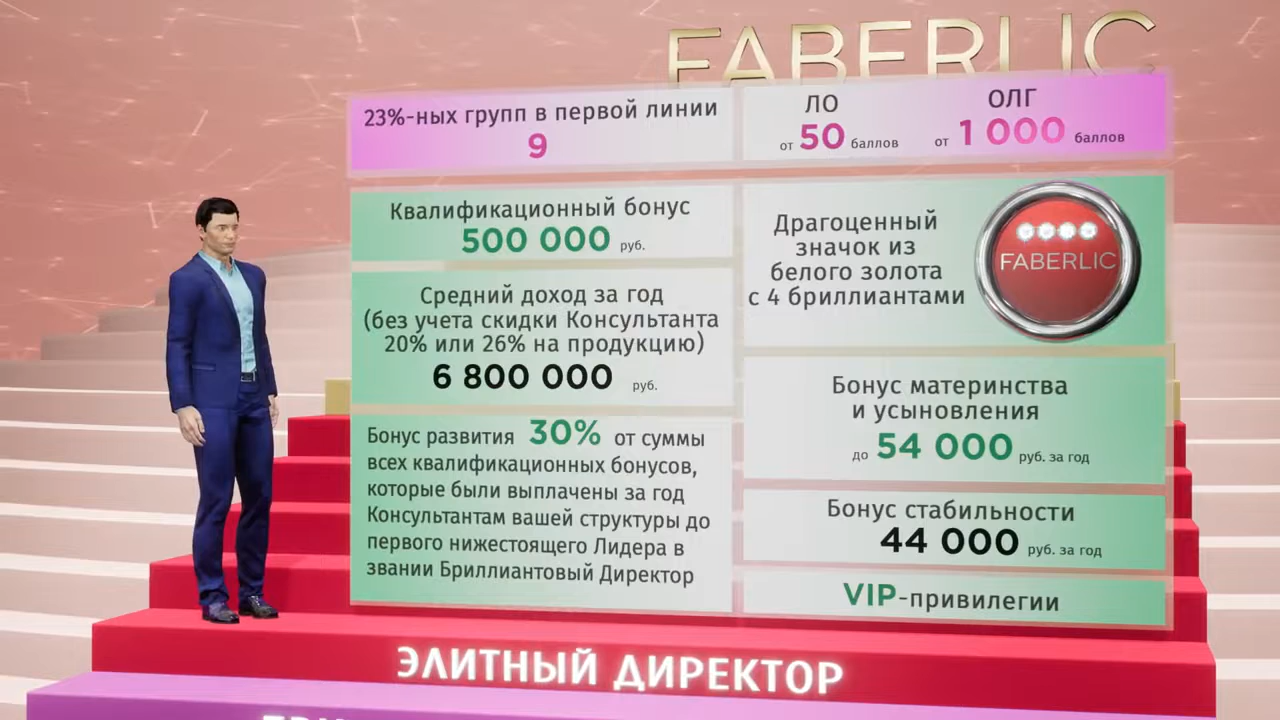 FABERLIC
23%-ных групп в первой линии
9
ЛО
от 50 баллов
ОЛГ
от 1 000 баллов
Квалификационный бонус
500 000 руб.
Средний доход за год
(без учета скидки Консультанта
20% или 26% на продукцию)
6 800 000 руб.
Бонус развития 30% от суммы
всех квалификационных бонусов,
которые были выплачены за год
Консультантам вашей структуры до
первого нижестоящего Лидера в
звании Бриллиантовый Директор
Драгоценный
значок из
белого золота
с 4 бриллиантами
FABERLIC
Бонус материнства
и усыновления
до 54 000 руб. за год
Бонус стабильности
44 000 руб. за год
VIP-привилегии
ЭЛИТНЫЙ ДИРЕКТОР